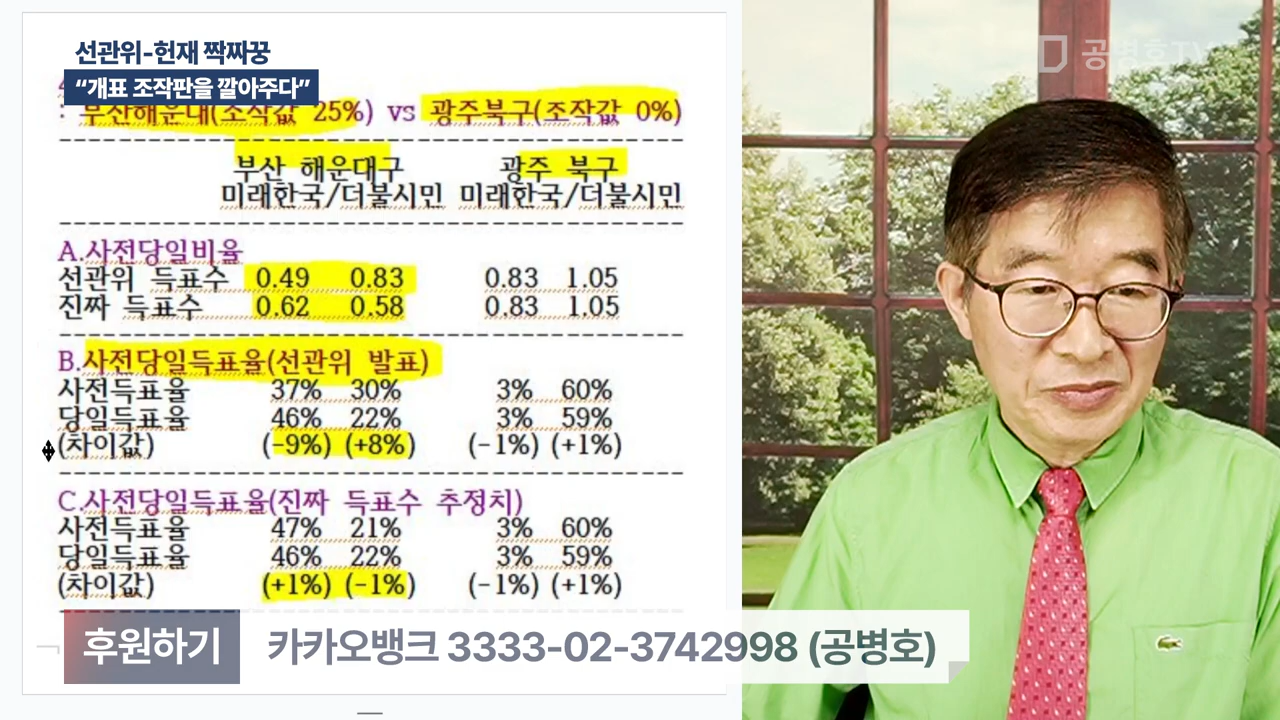 선관위-헌재 짝짜꿍
“개표 조작판을 깔아주다”
: 부산해운대(조작값 25%) vs 광주북구(조작값 0%)
부산 해운대구 광주 북구
미래한국/더불시민 미래한국/더불시민
A.사전당일비율
선관위 득표수 0.49 0.83 0.83 1.05
진짜 득표수 0.62 0.58 0.83 1.05
B.사전당일득표율(선관위 발표)
사전득표율 37% 30% 3% 60%
당일득표율 46% 22% 3% 59%
(차이값) (-9%) (+8%) (-1%) (+1%)
C.사전당일득표율(진짜 득표수 추정치)
사전득표율 47% 21% 3% 60%
당일득표율 46% 22% 3% 59%
(차이값) (+1%) (-1%) (-1%) (+1%)
후원하기 카카오뱅크 3333-02-3742998 (공병호)
공병호TV